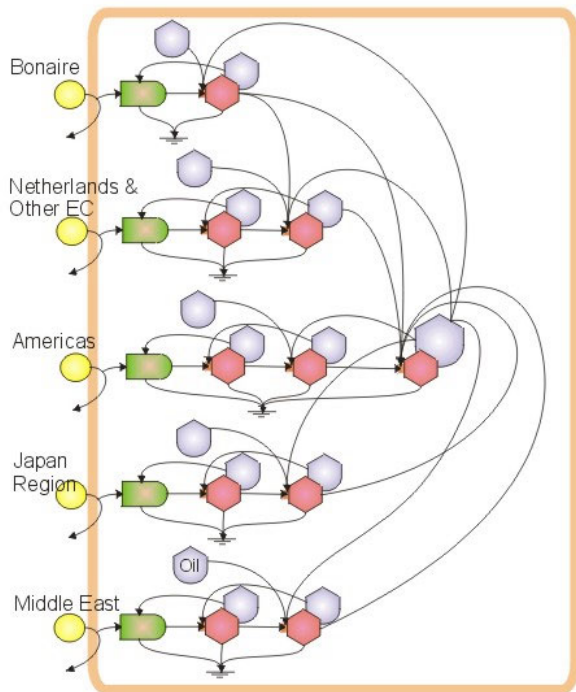 Bonaire
Netherlands &
Other EC
Americas
Japan
Region
Oil
Middle East